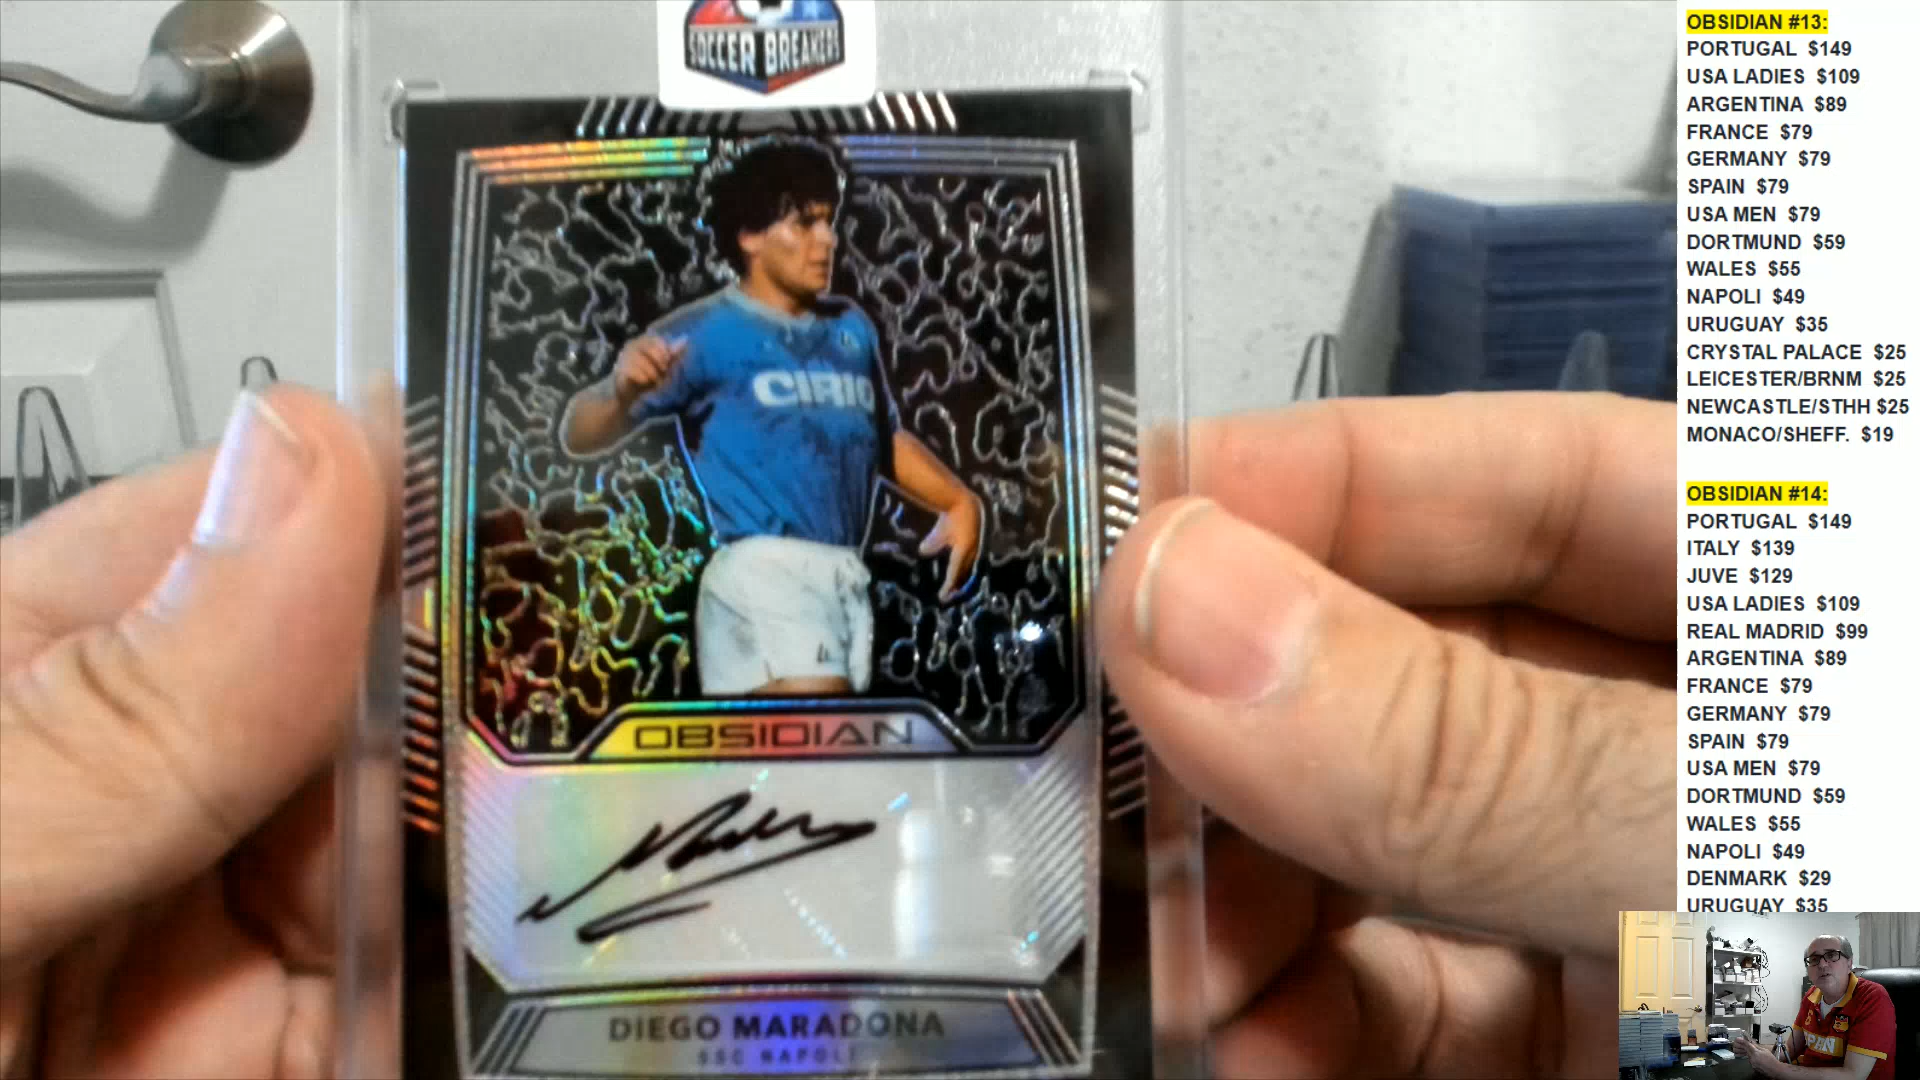 SOCCER BREAKERS
CIRIO
OBSIDIAN
DIEGO MARADONA
SSC NAPOLI
OBSIDIAN #13:
PORTUGAL $149
USA LADIES $109
ARGENTINA $89
FRANCE $79
GERMANY $79
SPAIN $79
USA MEN $79
DORTMUND $59
WALES $55
NAPOLI $49
URUGUAY $35
CRYSTAL PALACE $25
LEICESTER/BRNM $25
NEWCASTLE/STHH $25
MONACO/SHEFF. $19
OBSIDIAN #14:
PORTUGAL $149
ITALY $139
JUVE $129
USA LADIES $109
REAL MADRID $99
ARGENTINA $89
FRANCE $79
GERMANY $79
SPAIN $79
USA MEN $79
DORTMUND $59
WALES $55
NAPOLI $49
DENMARK $29
URUGUAY $35